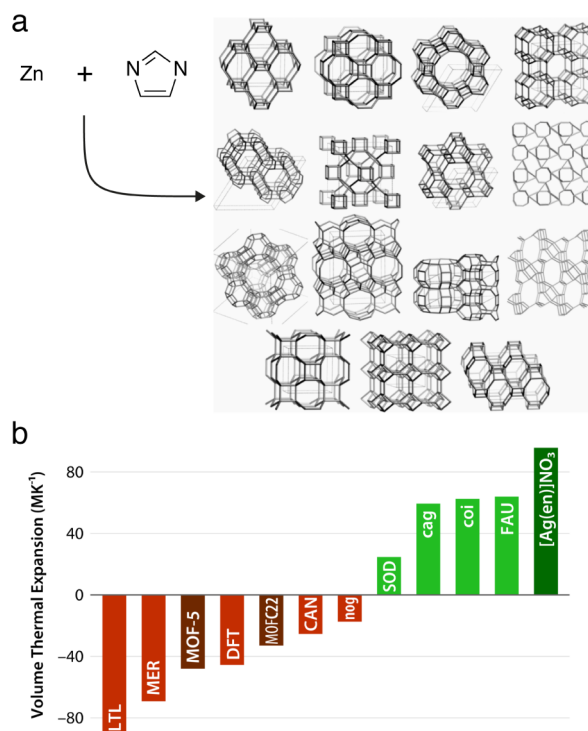 a
Zn + N N
b
Volume Thermal Expansion (MK⁻¹)
80
40
0
−40
−80
LTL
MER
MOF-5
DFT
MOFC22
CAN
nog
SOD
cag
coi
FAU
[Ag(en)]NO₃